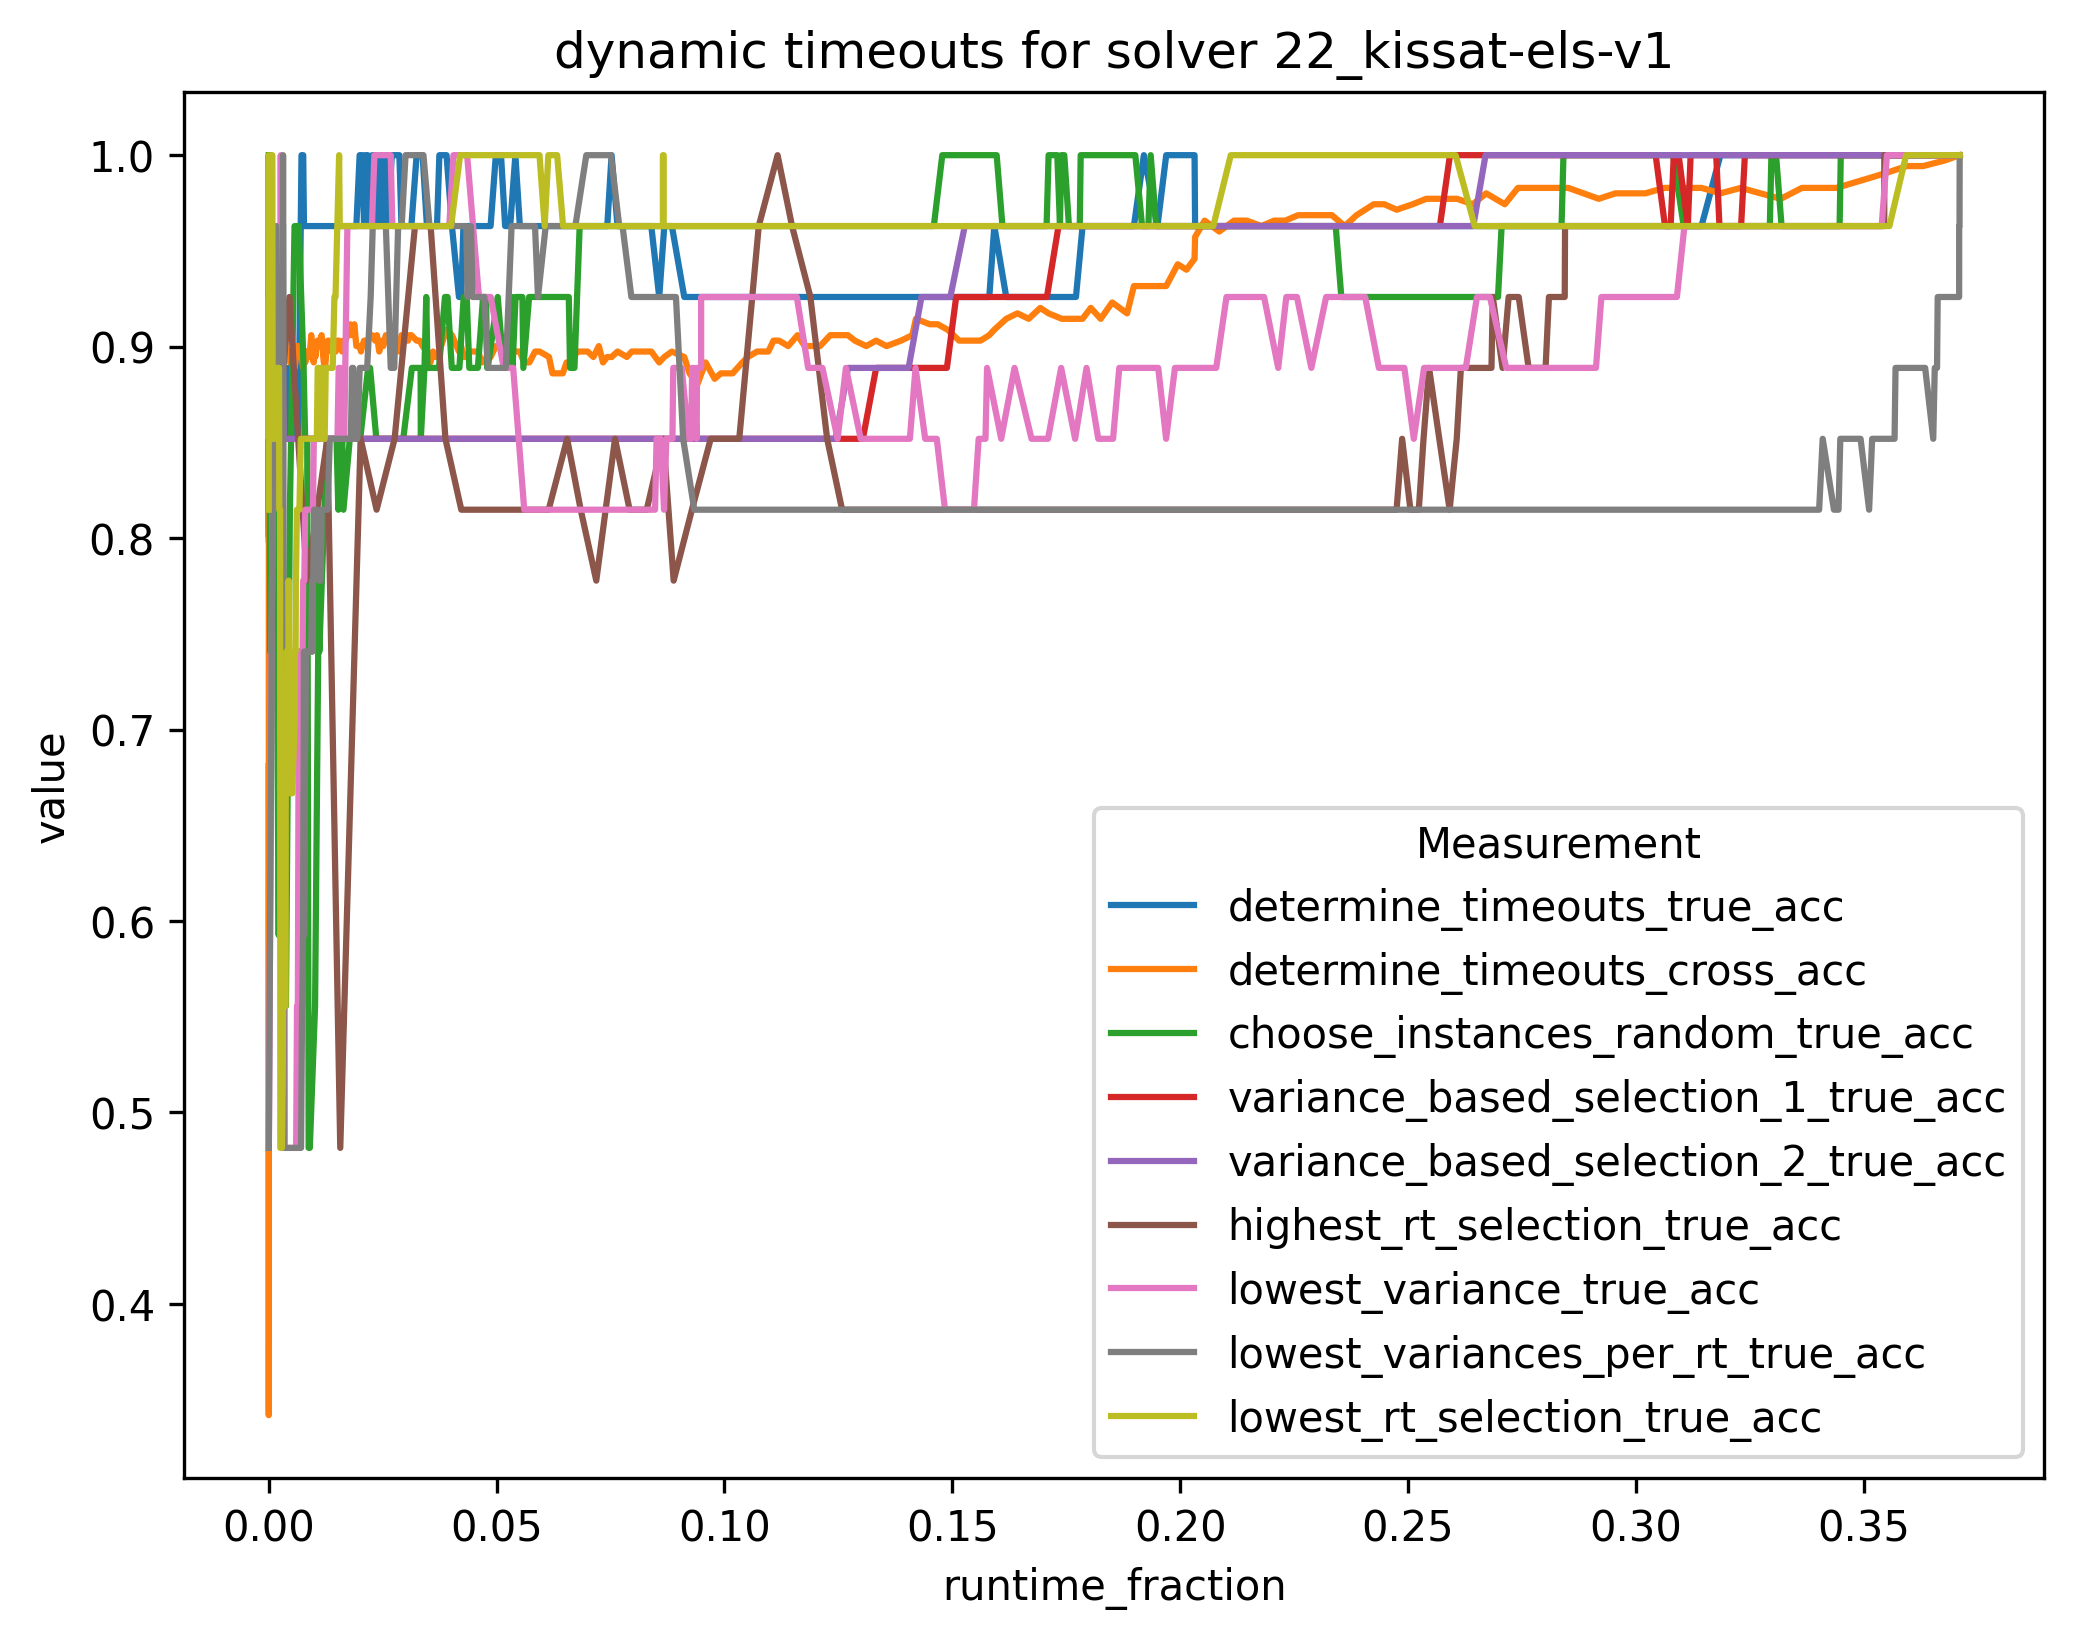 dynamic timeouts for solver 22_kissat-els-v1
1.0
0.9
0.8
0.7
0.6
0.5
0.4
value
Measurement
determine_timeouts_true_acc
determine_timeouts_cross_acc
choose_instances_random_true_acc
variance_based_selection_1_true_acc
variance_based_selection_2_true_acc
highest_rt_selection_true_acc
lowest_variance_true_acc
lowest_variances_per_rt_true_acc
lowest_rt_selection_true_acc
0.00 0.05 0.10 0.15 0.20 0.25 0.30 0.35
runtime_fraction